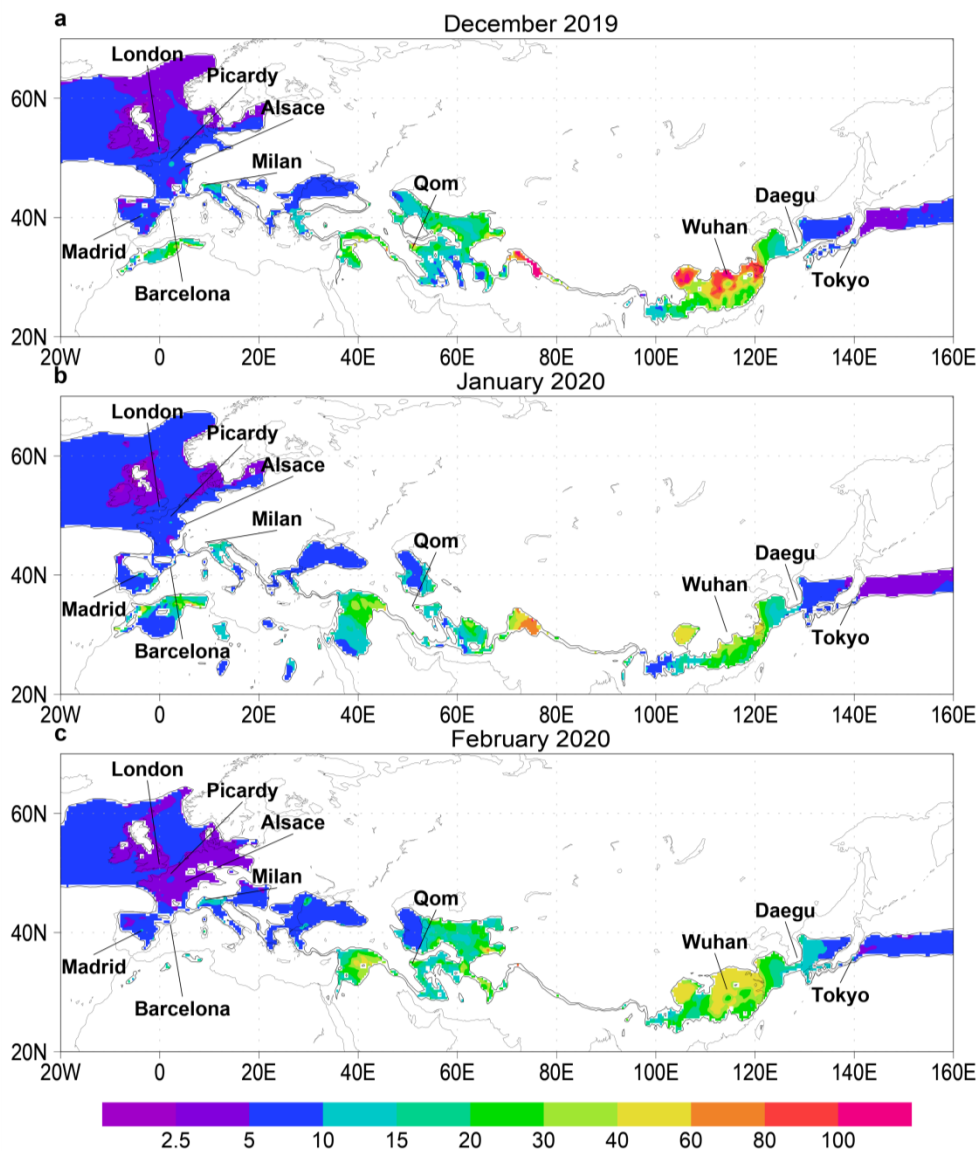 a
December 2019
London
Picardy
Alsace
60N
Milan
Qom
Daegu
Wuhan
40N
Madrid
Tokyo
Barcelona
20N
20W 0 20E 40E 60E 80E 100E 120E 140E 160E
b
January 2020
London
Picardy
Alsace
60N
Milan
Qom
Daegu
Wuhan
40N
Madrid
Tokyo
Barcelona
20N
20W 0 20E 40E 60E 80E 100E 120E 140E 160E
c
February 2020
London
Picardy
Alsace
60N
Milan
Qom
Daegu
Wuhan
40N
Madrid
Tokyo
Barcelona
20N
20W 0 20E 40E 60E 80E 100E 120E 140E 160E
2.5 5 10 15 20 30 40 60 80 100